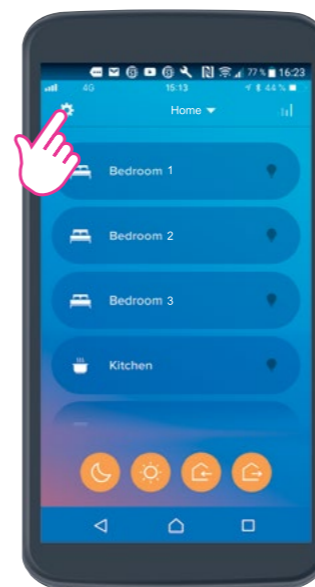 77 % 16:23
4G 15:13 44 %
Home
Bedroom 1
Bedroom 2
Bedroom 3
Kitchen